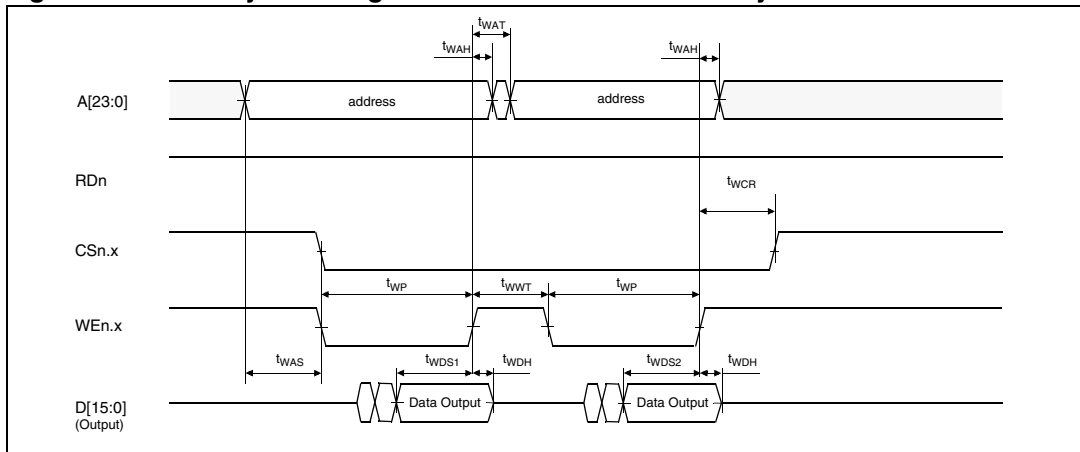 tWAT
tWAH
tWAH
A[23:0]
address
address
RDn
tWCR
CSn.x
tWP
tWWT
tWP
WEn.x
tWAS
tWDS1
tWDH
tWDS2
tWDH
D[15:0]
(Output)
Data Output
Data Output